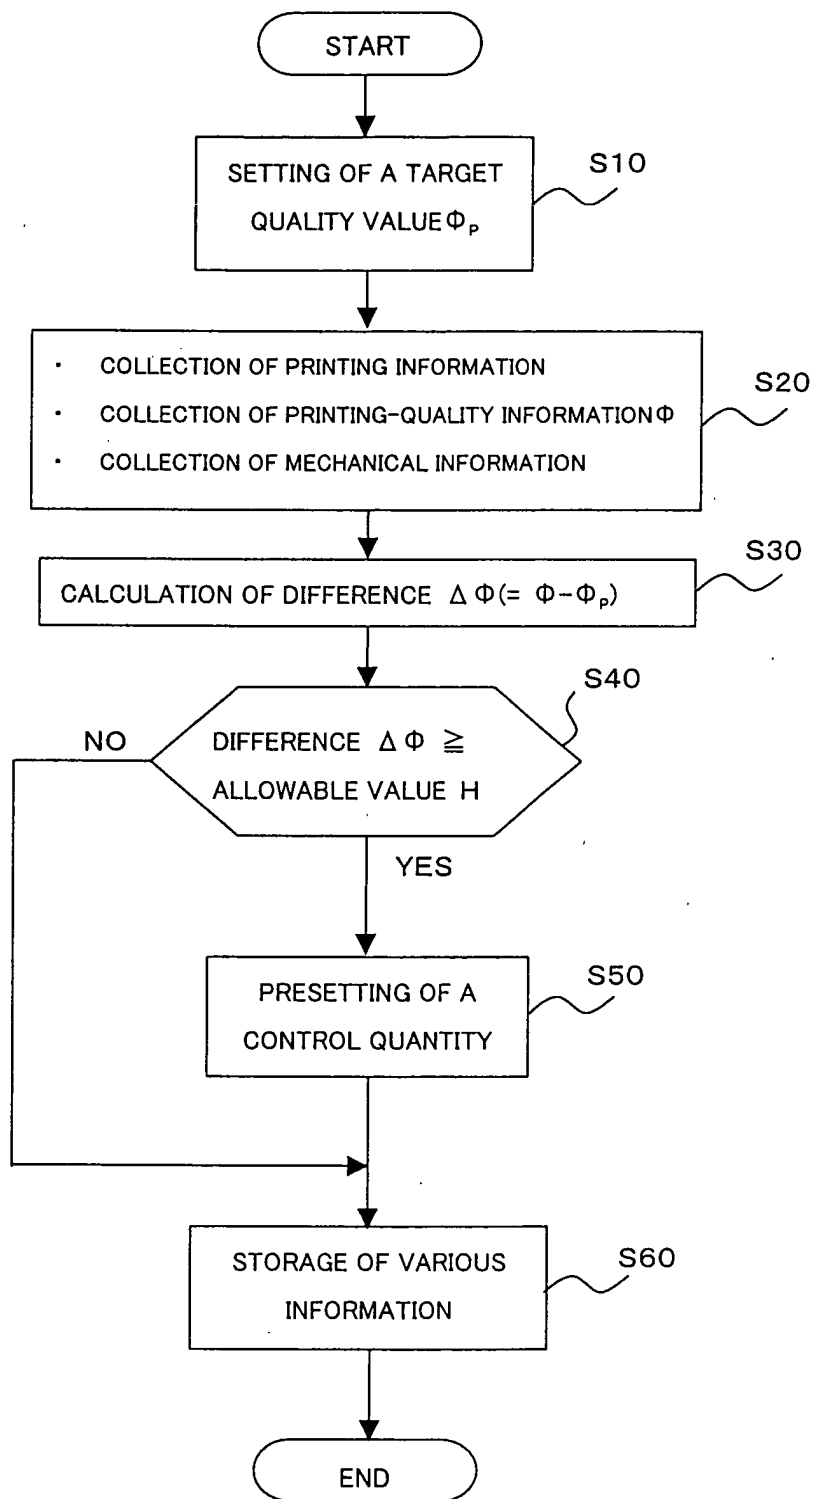 START
SETTING OF A TARGET
QUALITY VALUE Φₚ
S10
· COLLECTION OF PRINTING INFORMATION
· COLLECTION OF PRINTING-QUALITY INFORMATION Φ
· COLLECTION OF MECHANICAL INFORMATION
S20
S30
CALCULATION OF DIFFERENCE ΔΦ(= Φ-Φₚ)
S40
NO
DIFFERENCE ΔΦ ≧
ALLOWABLE VALUE H
YES
S50
PRESETTING OF A
CONTROL QUANTITY
S60
STORAGE OF VARIOUS
INFORMATION
END